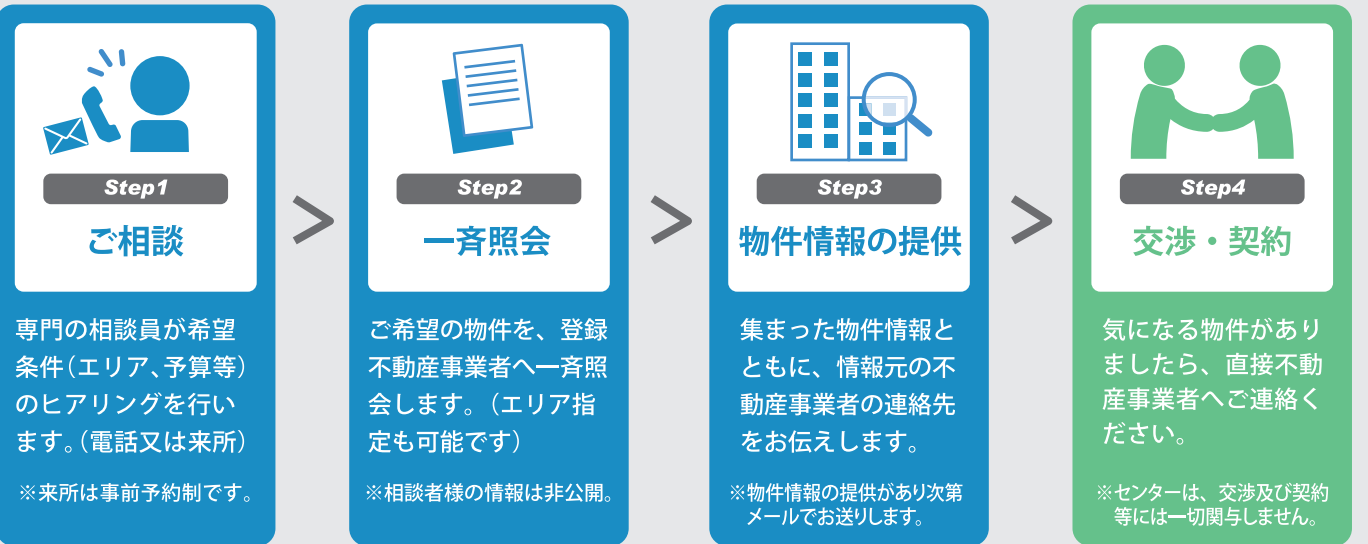 Step1
ご相談
専門の相談員が希望
条件(エリア、予算等)
のヒアリングを行い
ます。(電話又は来所)
※来所は事前予約制です。
Step2
一斉照会
ご希望の物件を、登録
不動産事業者へ一斉照
会します。(エリア指
定も可能です)
※相談者様の情報は非公開。
Step3
物件情報の提供
集まった物件情報と
ともに、情報元の不
動産事業者の連絡先
をお伝えします。
※物件情報の提供があり次第
メールでお送りします。
Step4
交渉・契約
気になる物件があり
ましたら、直接不動
産事業者へご連絡く
ださい。
※センターは、交渉及び契約
等には一切関与しません。